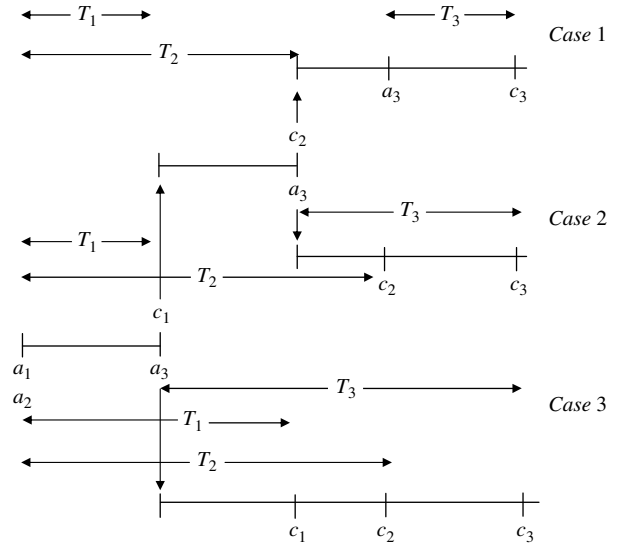 T₁ T₃ Case 1
T₂
a₃ c₃
c₂
a₃
T₃ Case 2
T₁
T₂ c₂ c₃
c₁
a₁ a₃
a₂ T₃ Case 3
T₁
T₂
c₁ c₂ c₃